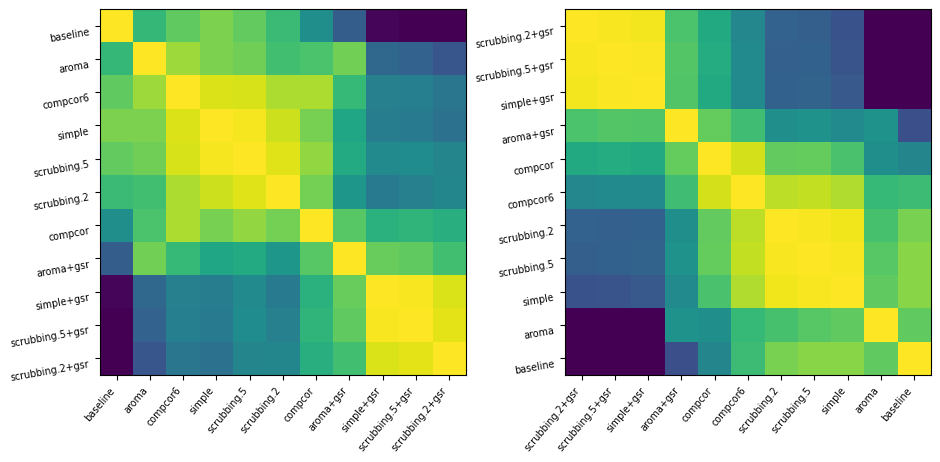 baseline
aroma
compcor6
simple
scrubbing.5
scrubbing.2
compcor
aroma+gsr
simple+gsr
scrubbing.5+gsr
scrubbing.2+gsr
baseline
aroma
compcor6
simple
scrubbing.5
scrubbing.2
compcor
aroma+gsr
simple+gsr
scrubbing.5+gsr
scrubbing.2+gsr
scrubbing.2+gsr
scrubbing.5+gsr
simple+gsr
aroma+gsr
compcor
compcor6
scrubbing.2
scrubbing.5
simple
aroma
baseline
scrubbing.2+gsr
scrubbing.5+gsr
simple+gsr
aroma+gsr
compcor
compcor6
scrubbing.2
scrubbing.5
simple
aroma
baseline